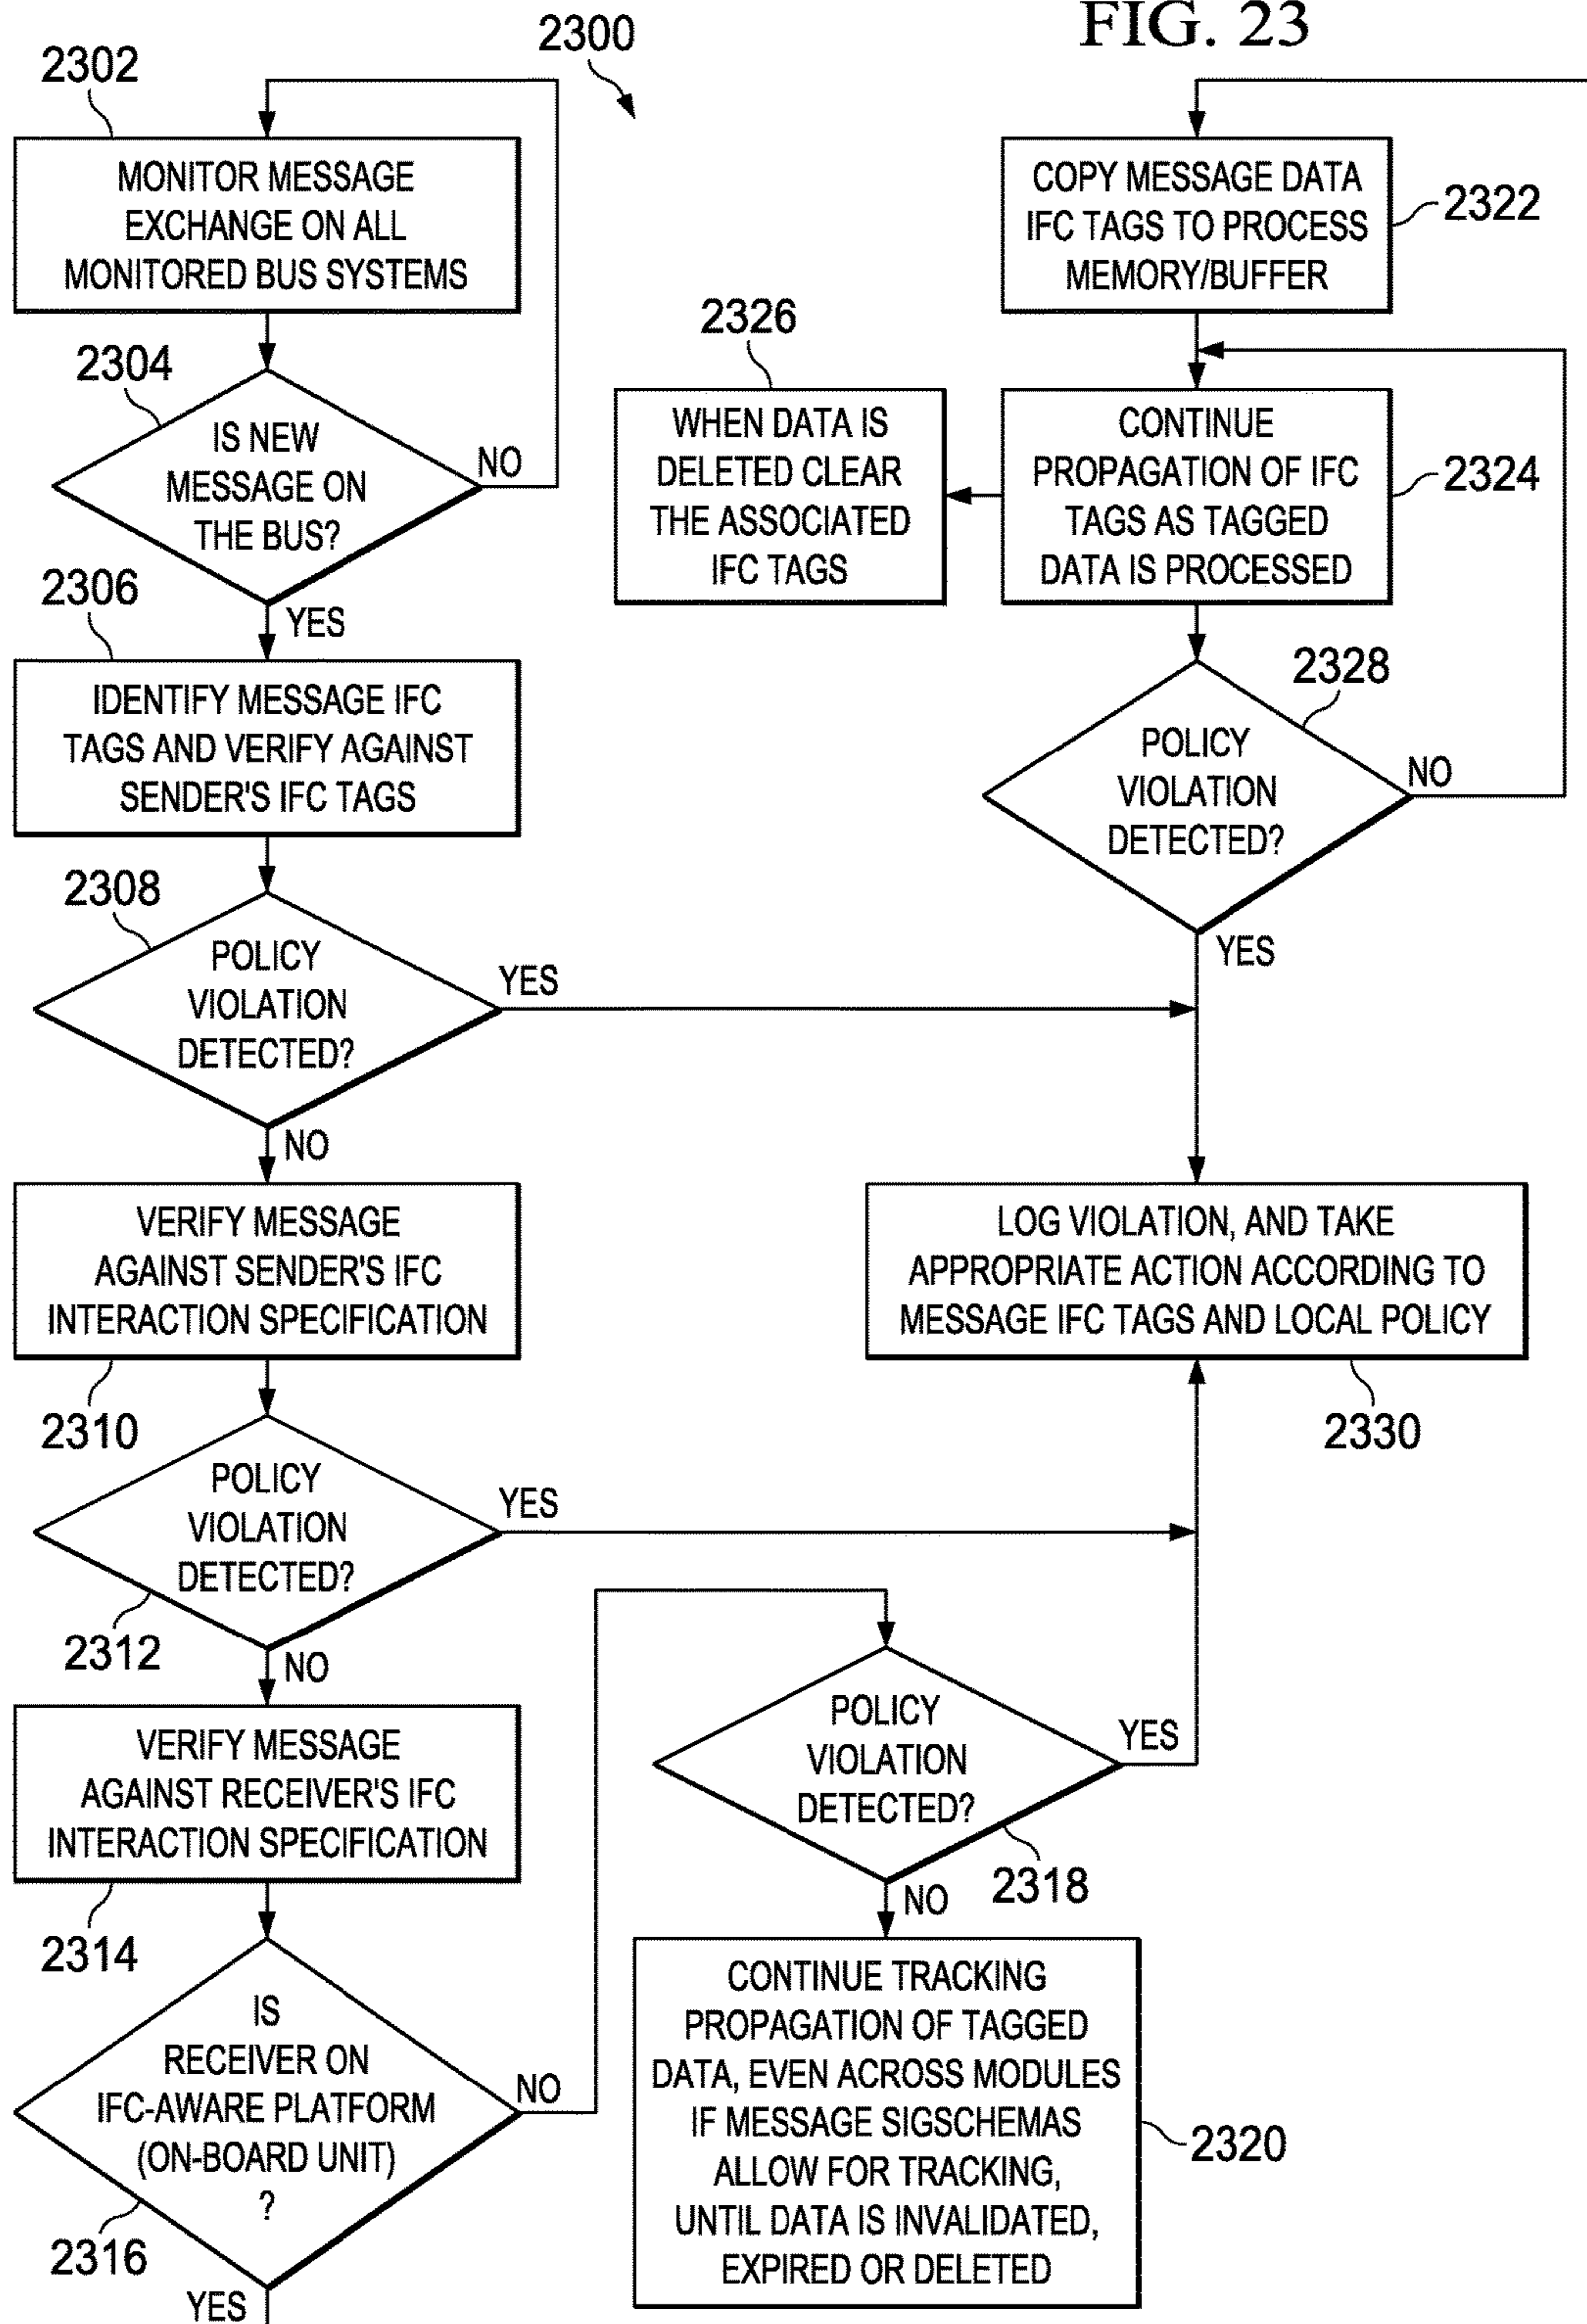 FIG. 23
2300
2302
MONITOR MESSAGE
EXCHANGE ON ALL
MONITORED BUS SYSTEMS
2304
IS NEW
MESSAGE ON
THE BUS?
NO
YES
2306
IDENTIFY MESSAGE IFC
TAGS AND VERIFY AGAINST
SENDER'S IFC TAGS
2308
POLICY
VIOLATION
DETECTED?
YES
NO
VERIFY MESSAGE
AGAINST SENDER'S IFC
INTERACTION SPECIFICATION
2310
POLICY
VIOLATION
DETECTED?
YES
2312
NO
VERIFY MESSAGE
AGAINST RECEIVER'S IFC
INTERACTION SPECIFICATION
2314
IS
RECEIVER ON
IFC-AWARE PLATFORM
(ON-BOARD UNIT)
?
NO
2316
YES
COPY MESSAGE DATA
IFC TAGS TO PROCESS
MEMORY/BUFFER
2322
2326
WHEN DATA IS
DELETED CLEAR
THE ASSOCIATED
IFC TAGS
CONTINUE
PROPAGATION OF IFC
TAGS AS TAGGED
DATA IS PROCESSED
2324
2328
POLICY
VIOLATION
DETECTED?
NO
YES
LOG VIOLATION, AND TAKE
APPROPRIATE ACTION ACCORDING TO
MESSAGE IFC TAGS AND LOCAL POLICY
2330
POLICY
VIOLATION
DETECTED?
YES
2318
NO
CONTINUE TRACKING
PROPAGATION OF TAGGED
DATA, EVEN ACROSS MODULES
IF MESSAGE SIGSCHEMAS
ALLOW FOR TRACKING,
UNTIL DATA IS INVALIDATED,
EXPIRED OR DELETED
2320